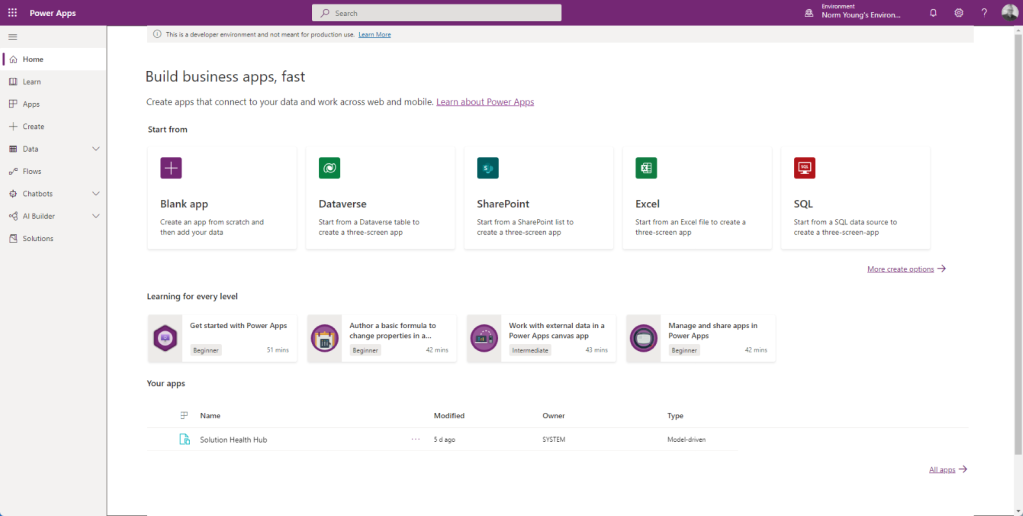 Power Apps
Search
Environment
Norm Young's Environ...
This is a developer environment and not meant for production use. Learn More
Home
Learn
Apps
Create
Data
Flows
Chatbots
AI Builder
Solutions
Build business apps, fast
Create apps that connect to your data and work across web and mobile. Learn about Power Apps
Start from
Blank app
Create an app from scratch and
then add your data
Dataverse
Start from a Dataverse table to
create a three-screen app
SharePoint
Start from a SharePoint list to
create a three-screen app
Excel
Start from an Excel file to create a
three-screen app
SQL
Start from a SQL data source to
create a three-screen-app
More create options
Learning for every level
Get started with Power Apps
Beginner 51 mins
Author a basic formula to
change properties in a...
Beginner 42 mins
Work with external data in a
Power Apps canvas app
Intermediate 43 mins
Manage and share apps in
Power Apps
Beginner 42 mins
Your apps
Name Modified Owner Type
Solution Health Hub ... 5 d ago SYSTEM Model-driven
All apps